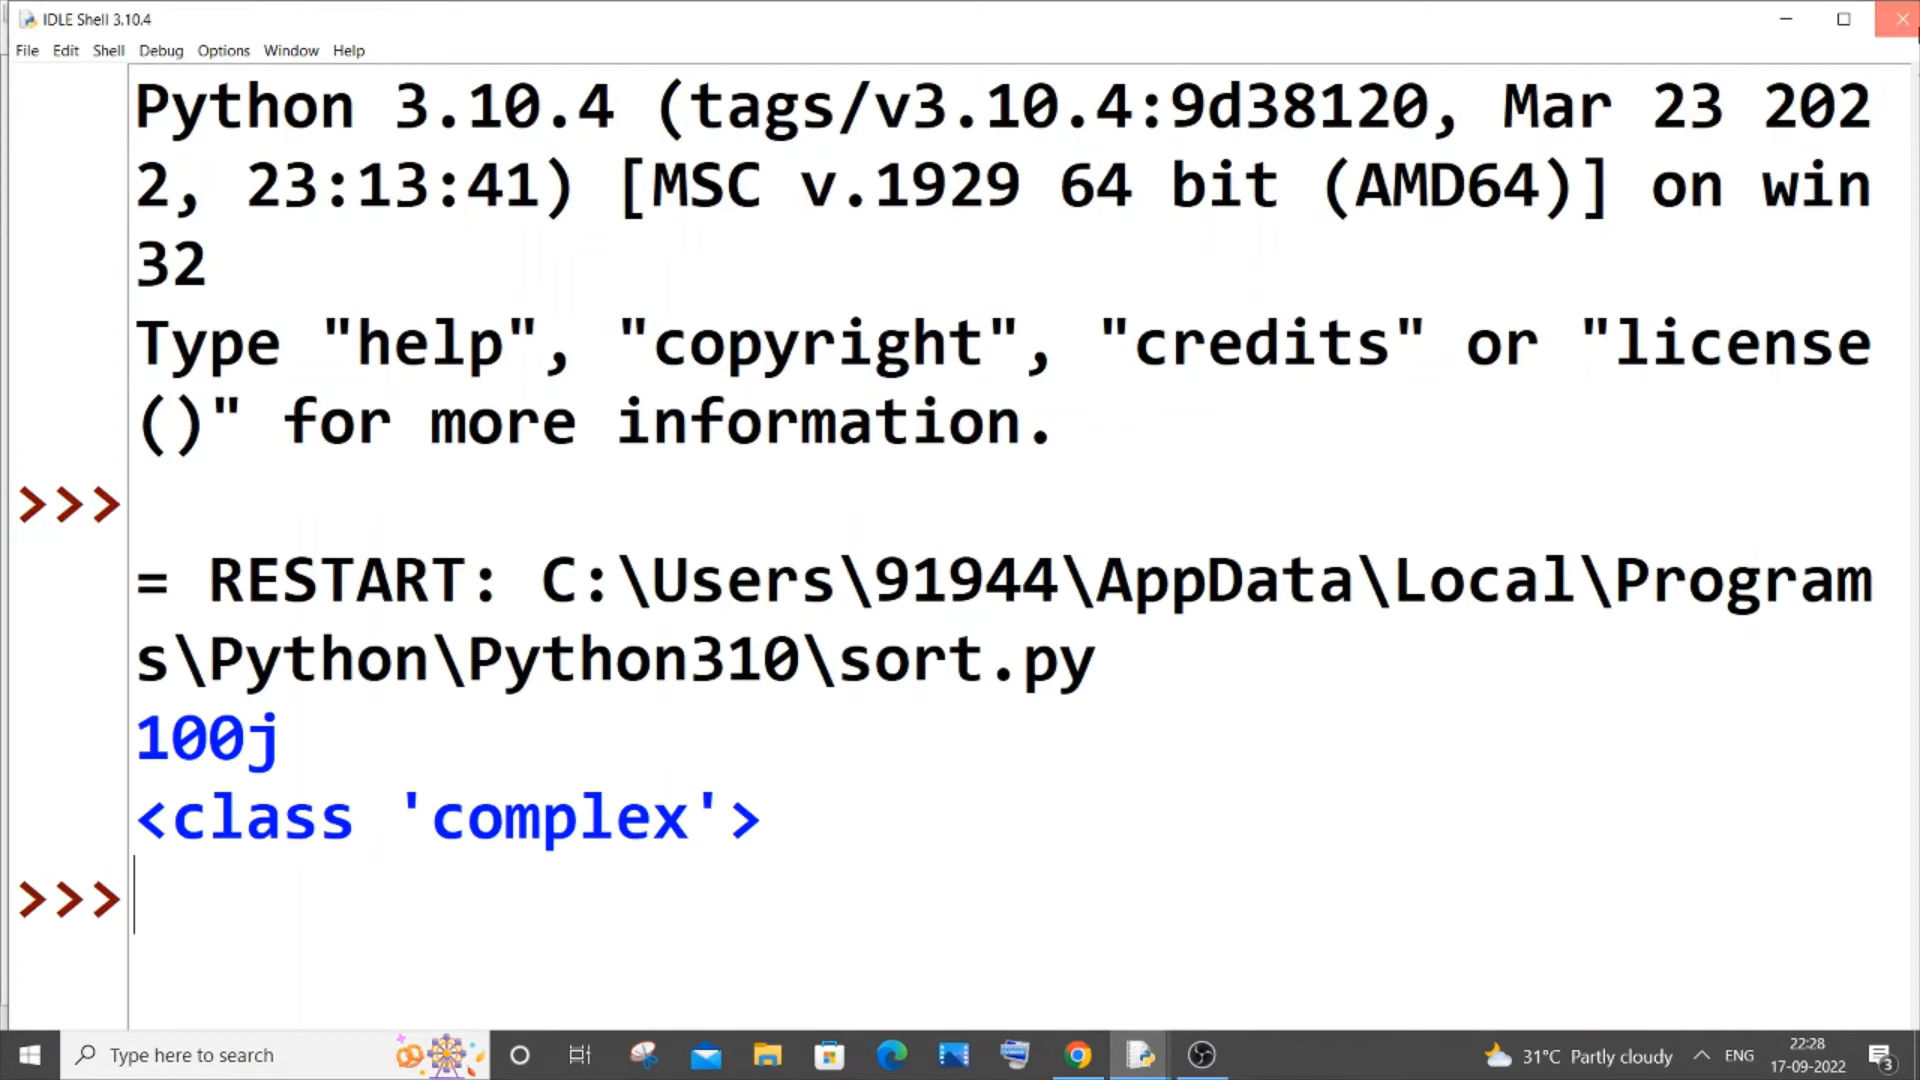 IDLE Shell 3.10.4
File Edit Shell Debug Options Window Help
Python 3.10.4 (tags/v3.10.4:9d38120, Mar 23 202
2, 23:13:41) [MSC v.1929 64 bit (AMD64)] on win
32
Type "help", "copyright", "credits" or "license
()" for more information.
>>>
= RESTART: C:\Users\91944\AppData\Local\Program
s\Python\Python310\sort.py
100j
<class 'complex'>
>>>
Type here to search
31°C Partly cloudy
ENG
22:28
17-09-2022
3